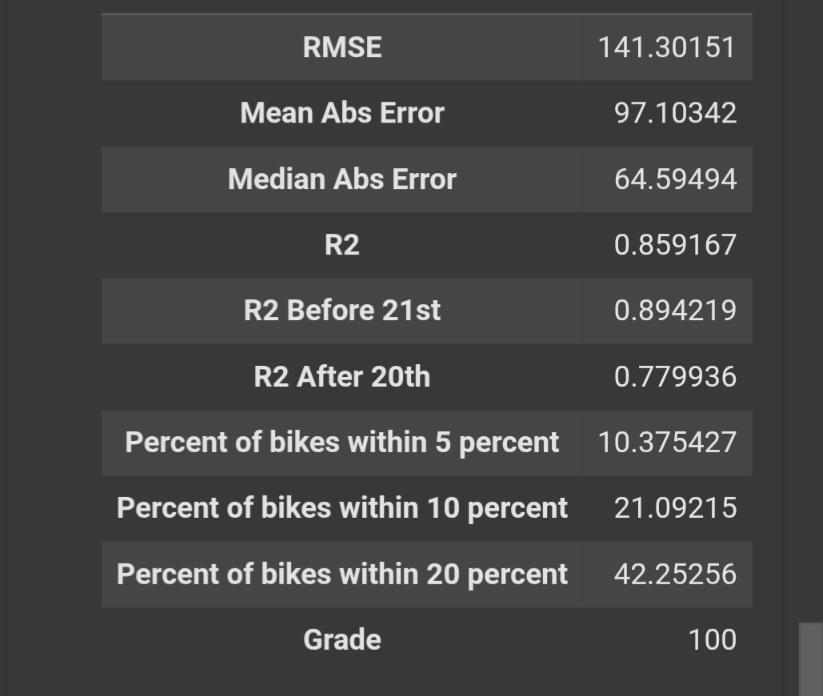 RMSE 141.30151
Mean Abs Error 97.10342
Median Abs Error 64.59494
R2 0.859167
R2 Before 21st 0.894219
R2 After 20th 0.779936
Percent of bikes within 5 percent 10.375427
Percent of bikes within 10 percent 21.09215
Percent of bikes within 20 percent 42.25256
Grade 100